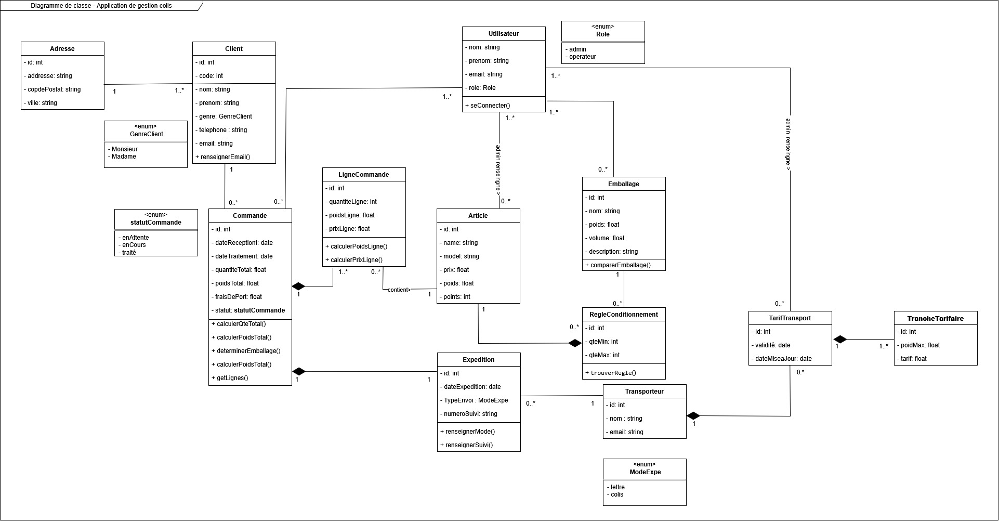 Diagramme de classe - Application de gestion colis
Adresse
- id: int
- addresse: string
- copdePostal: string
- ville: string
1
1..*
Client
- id: int
- code: int
- nom: string
- prenom: string
- genre: GenreClient
- telephone : string
- email: string
+ renseignerEmail()
<enum>
GenreClient
- Monsieur
- Madame
1
0..*
Utilisateur
- nom: string
- prenom: string
- email: string
- role: Role
+ seConnecter()
<enum>
Role
- admin
- operateur
1..*
0..*
1..*
admin renseingne >
0..*
1..*
0..*
1..*
admin renseingne >
0..*
<enum>
statutCommande
- enAttente
- enCours
- traité
Commande
- id: int
- dateReceptiont: date
- dateTraitement: date
- quantiteTotal: float
- poidsTotal: float
- fraisDePort: float
- statut: statutCommande
+ calculerQteTotal()
+ calculerPoidsTotal()
+ determinerEmballage()
+ calculerPoidsTotal()
+ getLignes()
LigneCommande
- id: int
- quantiteLigne: int
- poidsLigne: float
- prixLigne: float
+ calculerPoidsLigne()
+ calculerPrixLigne()
1..*
0..*
1
contient>
1
Article
- id: int
- name: string
- model: string
- prix: float
- poids: float
- points: int
1
0..*
Emballage
- id: int
- nom: string
- poids: float
- volume: float
- description: string
+ comparerEmballage()
1
0..*
RegleConditionnement
- id: int
- qteMin: int
- qteMax: int
+ trouverRegle()
TarifTransport
- id: int
- validité: date
- dateMiseaJour: date
1
1..*
TrancheTarifaire
- id: int
- poidMax: float
- tarif: float
0.*
1
1
1
Expedition
- id: int
- dateExpedition: date
- TypeEnvoi : ModeExpe
- numeroSuivi: string
+ renseignerMode()
+ renseignerSuivi()
0..*
1
Transporteur
- id: int
- nom : string
- email: string
<enum>
ModeExpe
- lettre
- colis